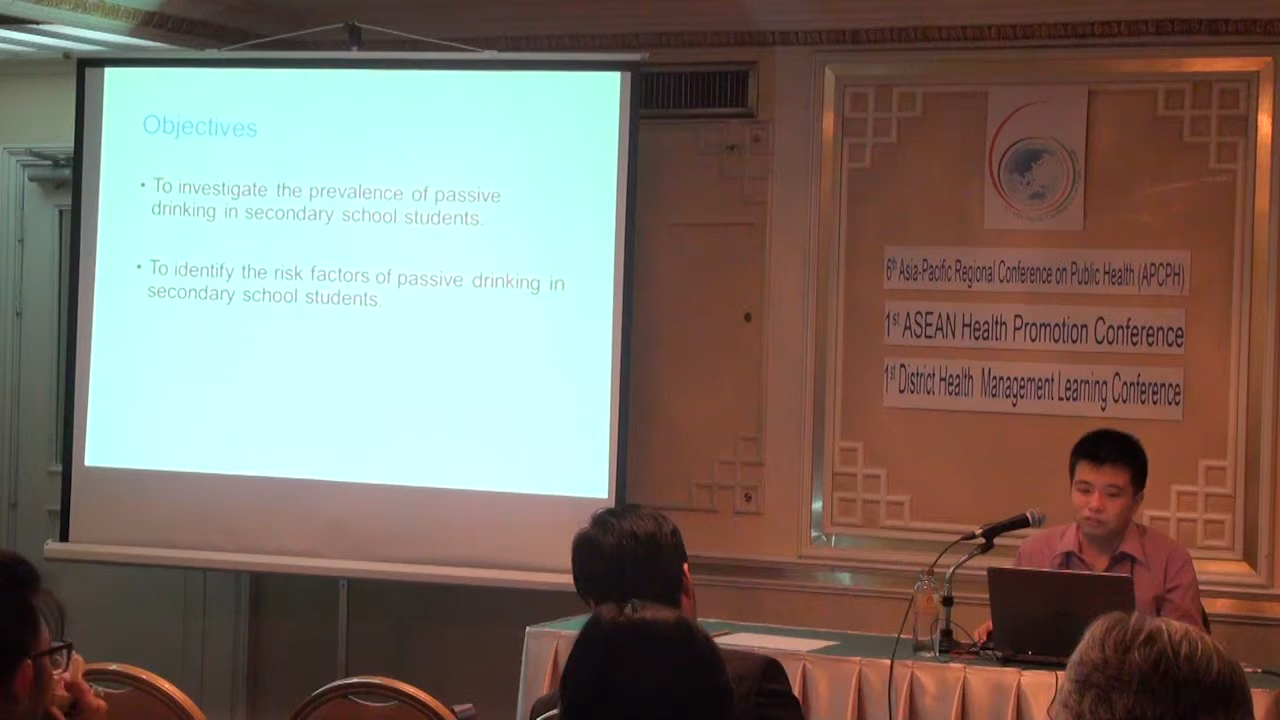 Objectives
• To investigate the prevalence of passive
drinking in secondary school students.
• To identify the risk factors of passive drinking in
secondary school students.
6th Asia-Pacific Regional Conference on Public Health (APCPH)
1st ASEAN Health Promotion Conference
1st District Health Management Learning Conference